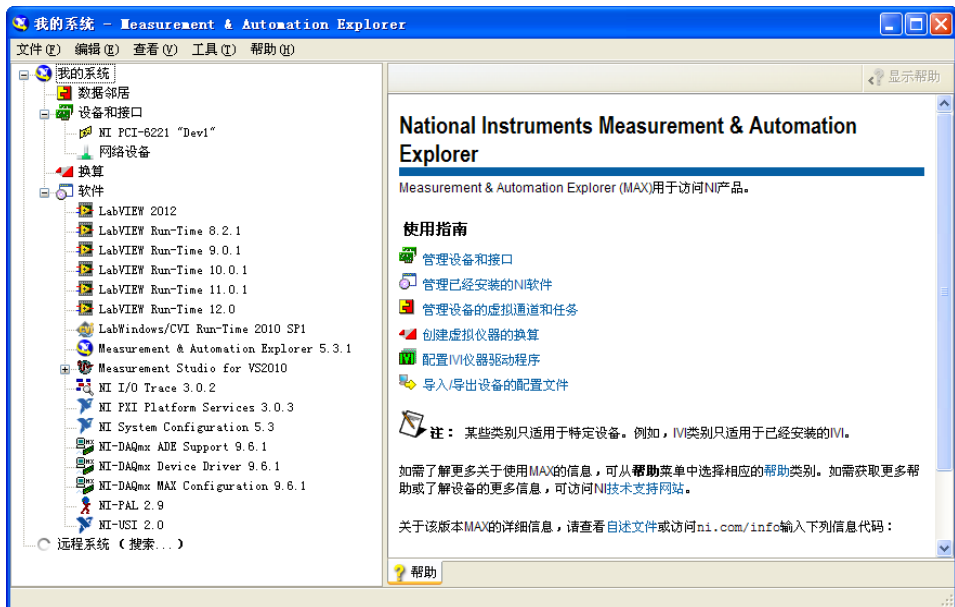 我的系统 - Measurement & Automation Explorer
文件(F) 编辑(E) 查看(V) 工具(T) 帮助(H)
我的系统
数据邻居
设备和接口
NI PCI-6221 "Dev1"
网络设备
换算
软件
LabVIEW 2012
LabVIEW Run-Time 8.2.1
LabVIEW Run-Time 9.0.1
LabVIEW Run-Time 10.0.1
LabVIEW Run-Time 11.0.1
LabVIEW Run-Time 12.0
LabWindows/CVI Run-Time 2010 SP1
Measurement & Automation Explorer 5.3.1
Measurement Studio for VS2010
NI I/O Trace 3.0.2
NI PXI Platform Services 3.0.3
NI System Configuration 5.3
NI-DAQmx ADE Support 9.6.1
NI-DAQmx Device Driver 9.6.1
NI-DAQmx MAX Configuration 9.6.1
NI-PAL 2.9
NI-USI 2.0
远程系统 (搜索...)
显示帮助
National Instruments Measurement & Automation
Explorer
Measurement & Automation Explorer (MAX)用于访问NI产品。
使用指南
管理设备和接口
管理已经安装的NI软件
管理设备的虚拟通道和任务
创建虚拟仪器的换算
配置IVI仪器驱动程序
导入/导出设备的配置文件
注： 某些类别只适用于特定设备。例如，IVI类别只适用于已经安装的IVI。
如需了解更多关于使用MAX的信息，可从帮助菜单中选择相应的帮助类别。如需获取更多帮
助或了解设备的更多信息，可访问NI技术支持网站。
关于该版本MAX的详细信息，请查看自述文件或访问ni.com/info输入下列信息代码：
帮助